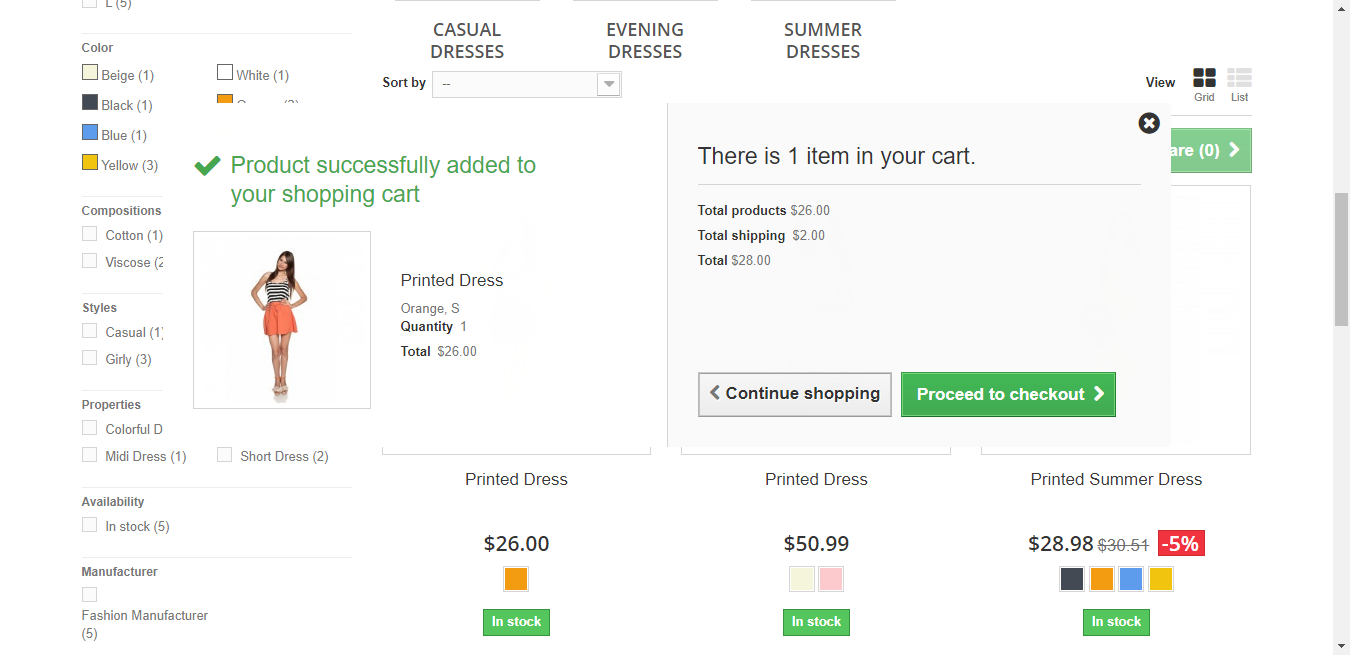 L (5)
CASUAL DRESSES
EVENING DRESSES
SUMMER DRESSES
Color
Beige (1)
White (1)
Black (1)
Blue (1)
Yellow (3)
Sort by --
View
Grid
List
are (0)
Compositions
Cotton (1)
Viscose (2
Styles
Casual (1)
Girly (3)
Properties
Colorful D
Midi Dress (1)
Short Dress (2)
Availability
In stock (5)
Manufacturer
Fashion Manufacturer
(5)
Product successfully added to
your shopping cart
Printed Dress
Orange, S
Quantity 1
Total $26.00
There is 1 item in your cart.
Total products $26.00
Total shipping $2.00
Total $28.00
Continue shopping
Proceed to checkout
Printed Dress
$26.00
In stock
Printed Dress
$50.99
In stock
Printed Summer Dress
$28.98 $30.51 -5%
In stock